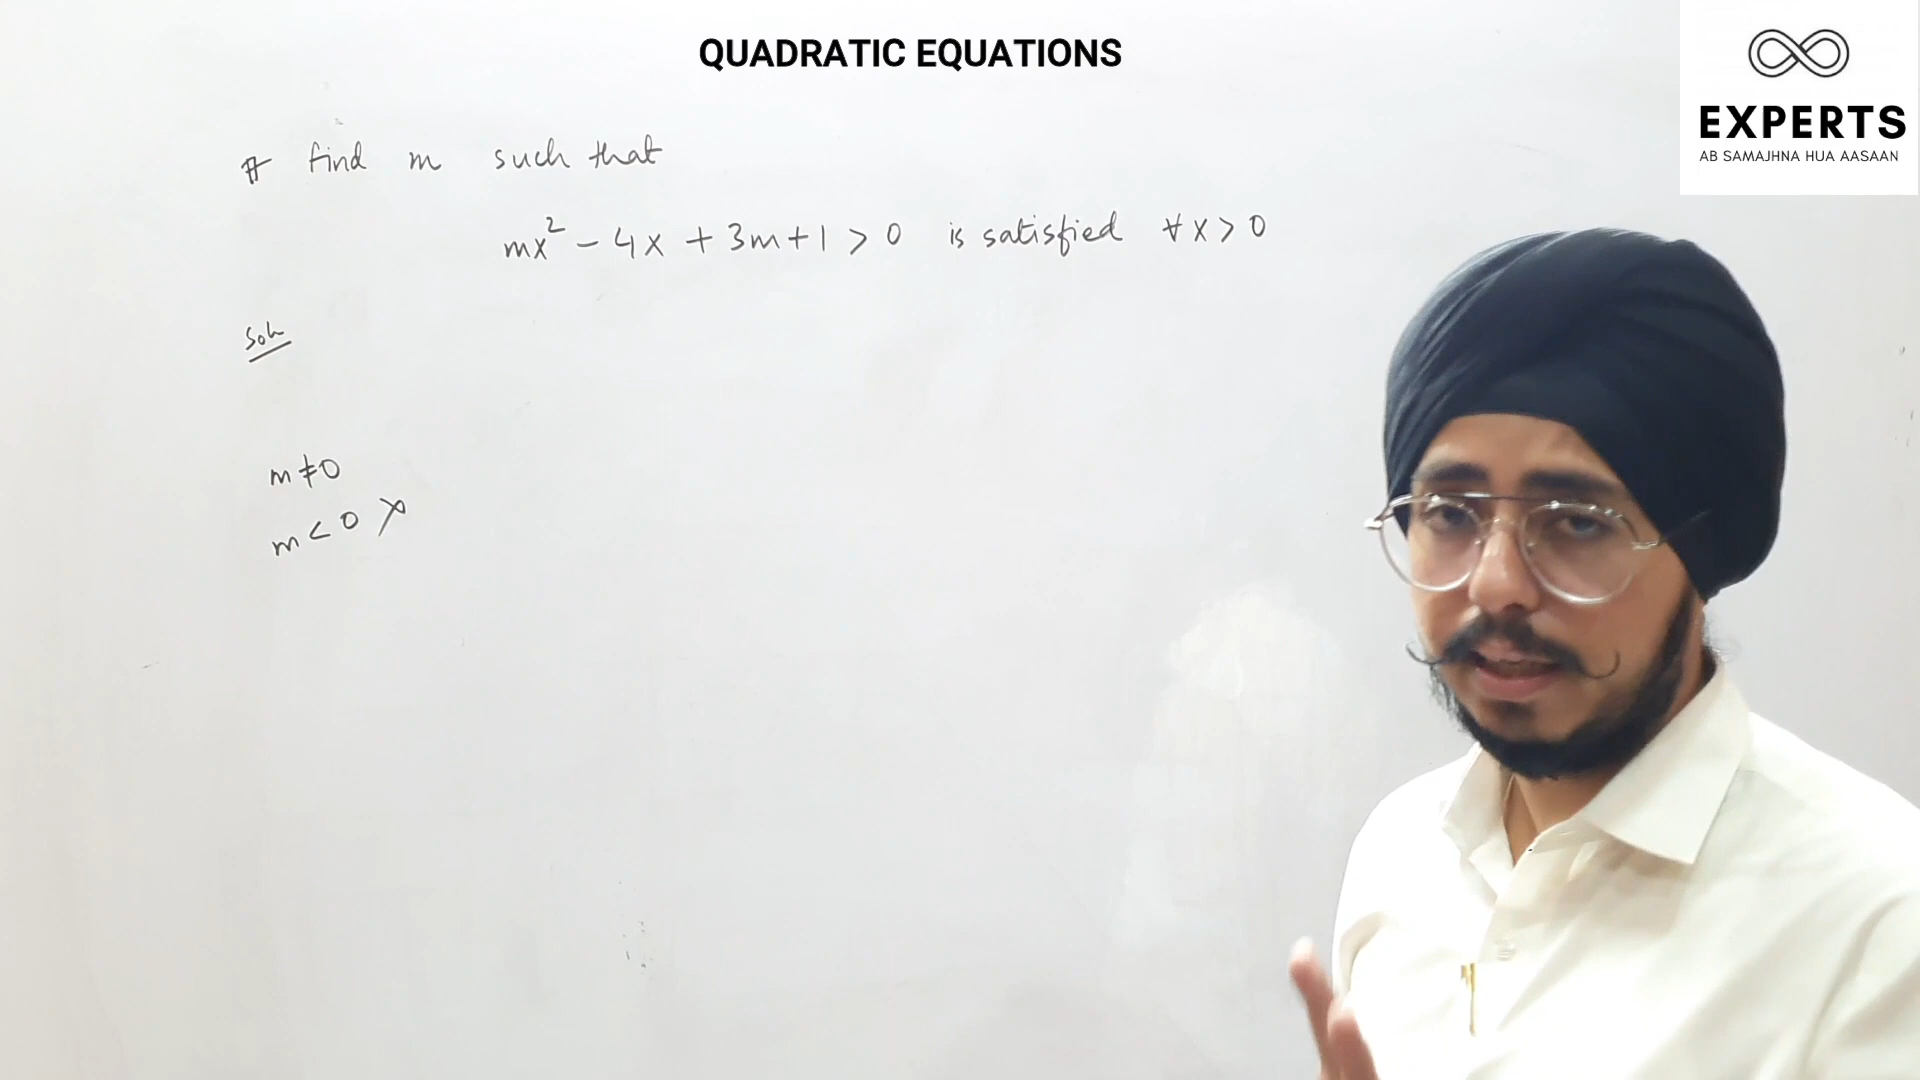 QUADRATIC EQUATIONS
EXPERTS
AB SAMAJHNA HUA AASAAN
# find m such that
mx² - 4x + 3m + 1 > 0 is satisfied ∀ x > 0
Soln
m ≠ 0
m < 0 ×